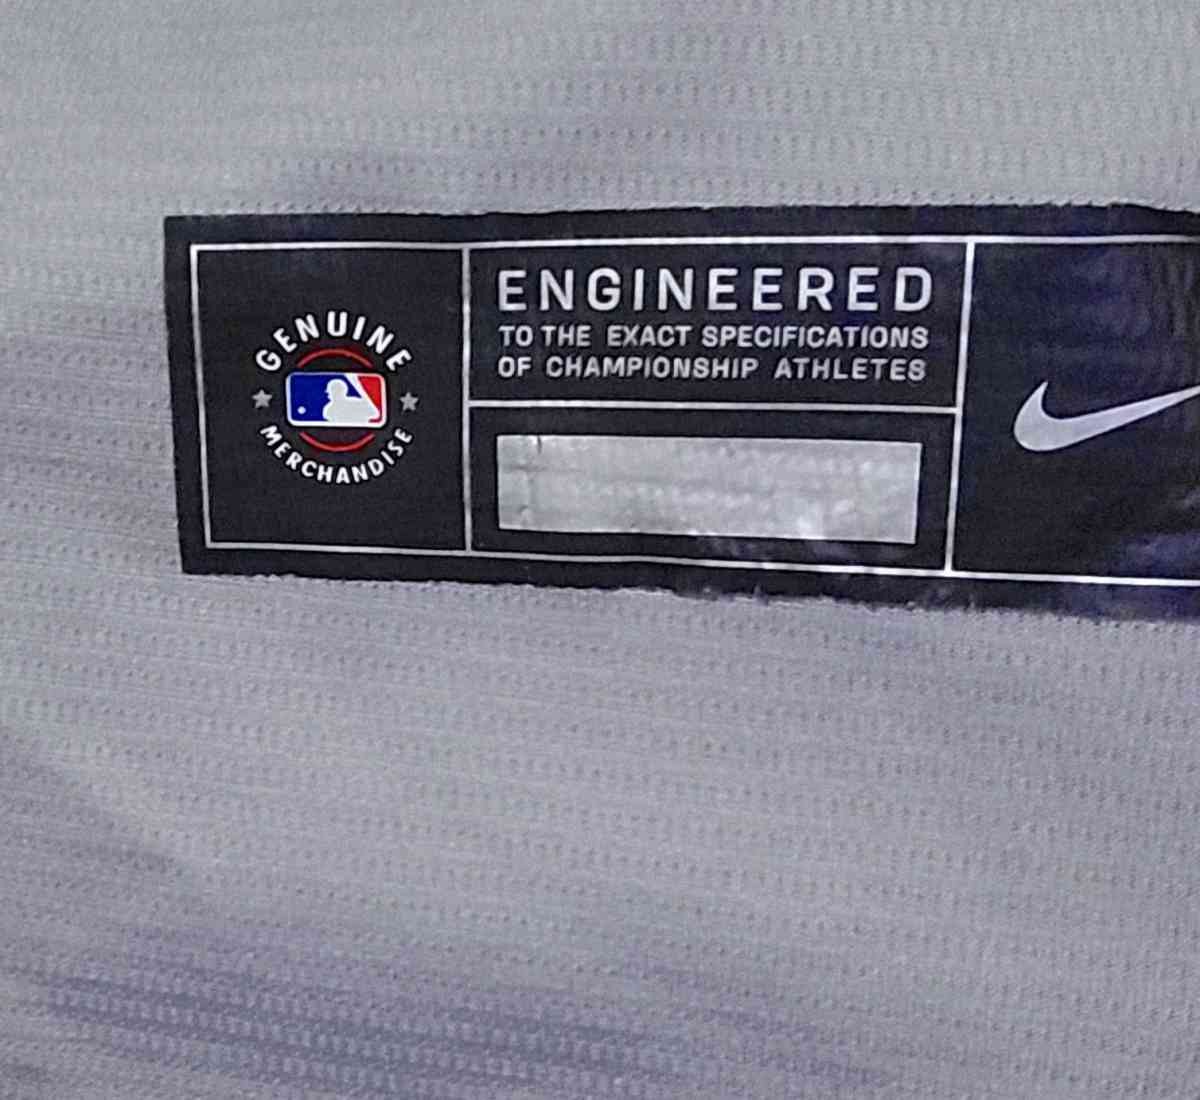 GENUINE
MERCHANDISE
ENGINEERED
TO THE EXACT SPECIFICATIONS
OF CHAMPIONSHIP ATHLETES